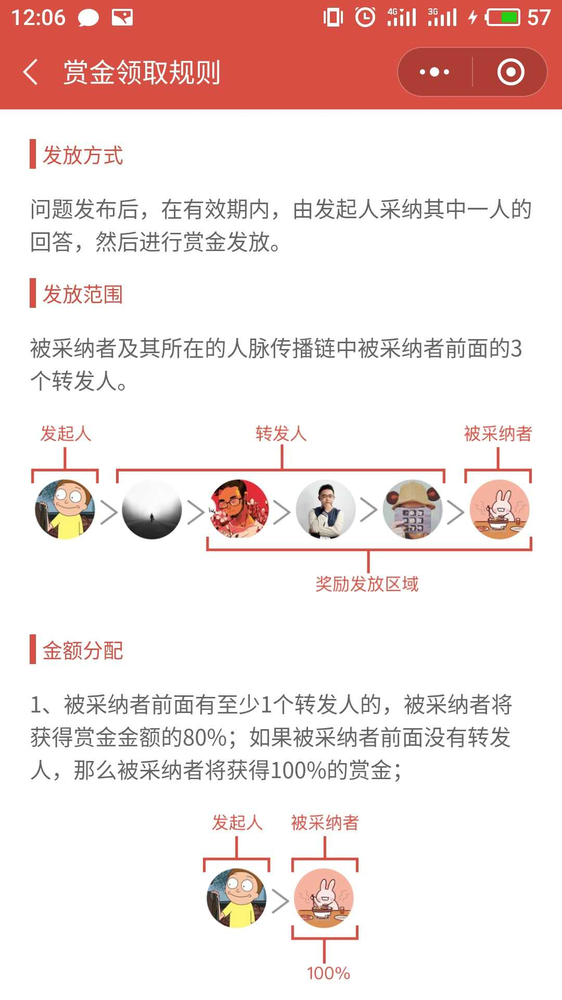 12:06
4G
3G
57
赏金领取规则
发放方式
问题发布后，在有效期内，由发起人采纳其中一人的
回答，然后进行赏金发放。
发放范围
被采纳者及其所在的人脉传播链中被采纳者前面的3
个转发人。
发起人
转发人
被采纳者
奖励发放区域
金额分配
1、被采纳者前面有至少1个转发人的，被采纳者将
获得赏金金额的80%；如果被采纳者前面没有转发
人，那么被采纳者将获得100%的赏金；
发起人
被采纳者
100%